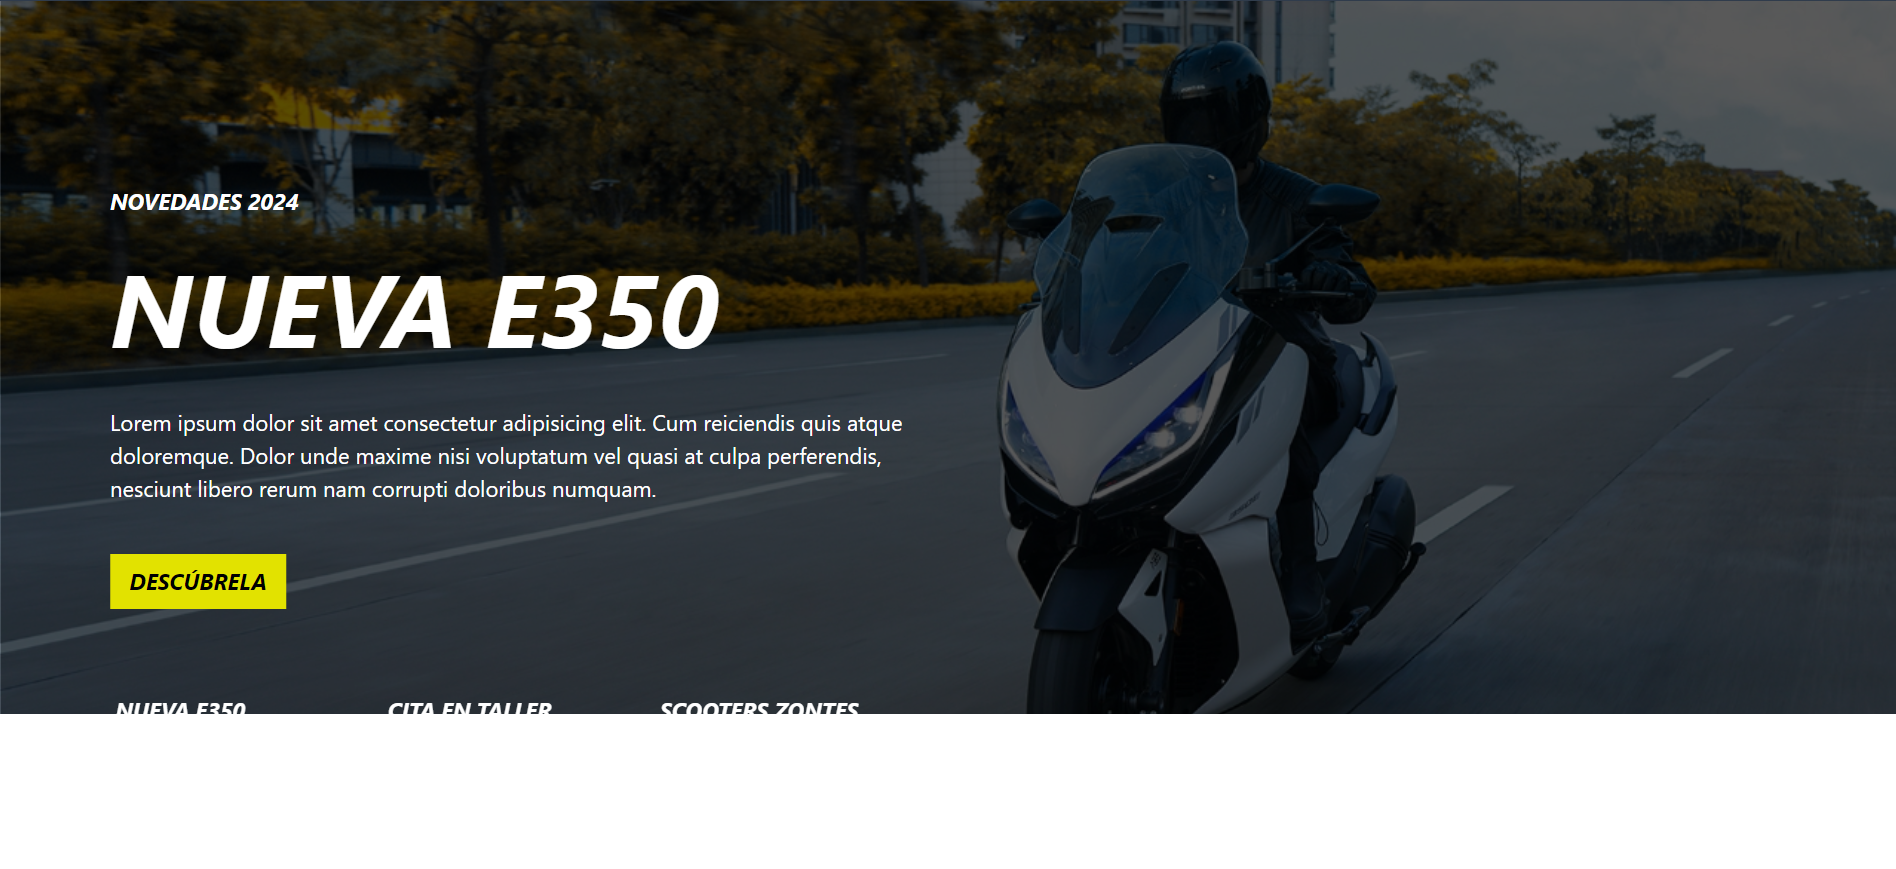 NOVEDADES 2024
NUEVA E350
Lorem ipsum dolor sit amet consectetur adipisicing elit. Cum reiciendis quis atque
doloremque. Dolor unde maxime nisi voluptatum vel quasi at culpa perferendis,
nesciunt libero rerum nam corrupti doloribus numquam.
DESCÚBRELA
NUEVA E350 CITA EN TALLER SCOOTERS ZONTES